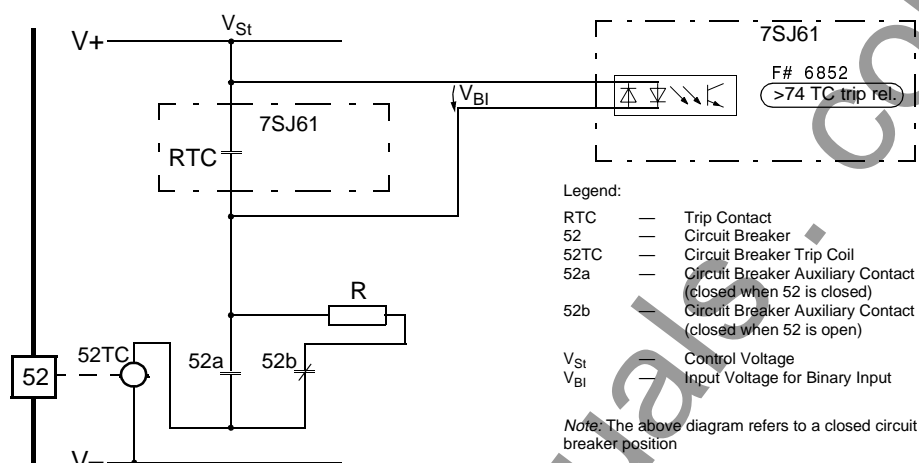 V+
V_St
7SJ61
F# 6852
>74 TC trip rel.
V_BI
7SJ61
RTC
Legend:
RTC — Trip Contact
52 — Circuit Breaker
52TC — Circuit Breaker Trip Coil
52a — Circuit Breaker Auxiliary Contact
(closed when 52 is closed)
52b — Circuit Breaker Auxiliary Contact
(closed when 52 is open)
V_St — Control Voltage
V_BI — Input Voltage for Binary Input
Note: The above diagram refers to a closed circuit
breaker position
R
52TC
52a
52b
52
V–
uals . co